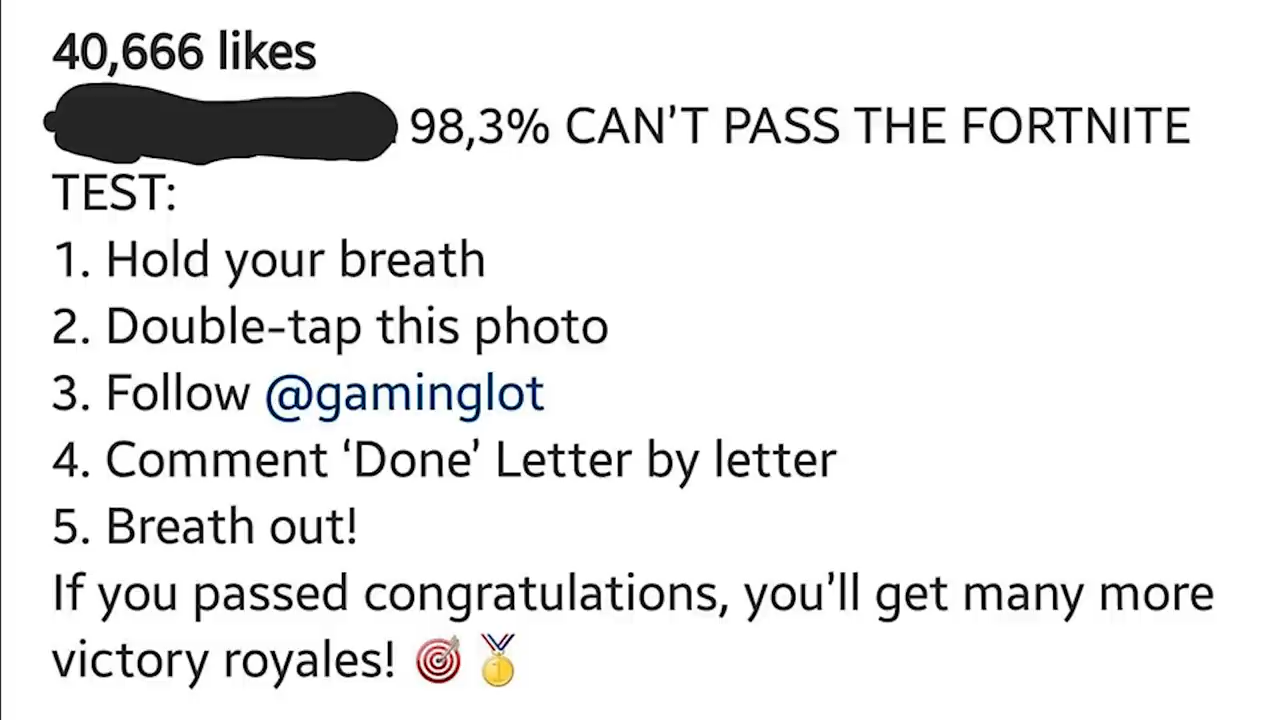 40,666 likes
98,3% CAN’T PASS THE FORTNITE
TEST:
1. Hold your breath
2. Double-tap this photo
3. Follow @gaminglot
4. Comment ‘Done’ Letter by letter
5. Breath out!
If you passed congratulations, you’ll get many more
victory royales! 🎯🏅